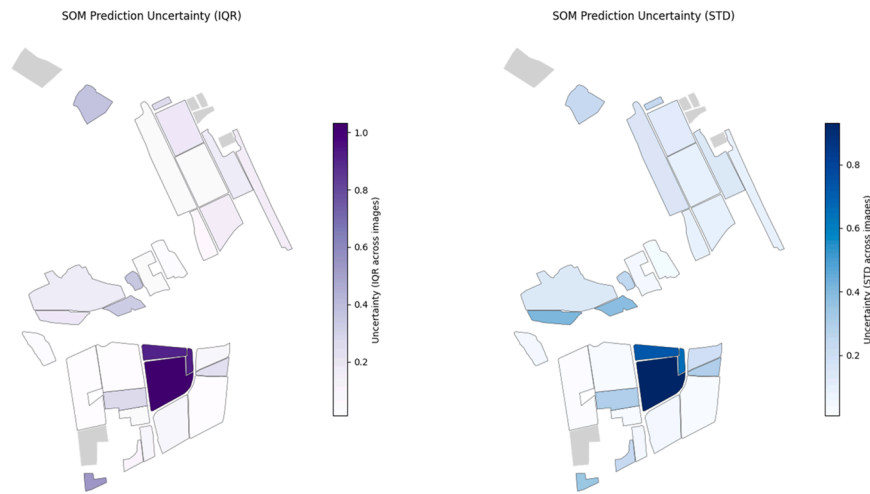 SOM Prediction Uncertainty (IQR)
SOM Prediction Uncertainty (STD)
1.0
0.8
0.6
0.4
0.2
Uncertainty (IQR across images)
0.8
0.6
0.4
0.2
Uncertainty (STD across images)